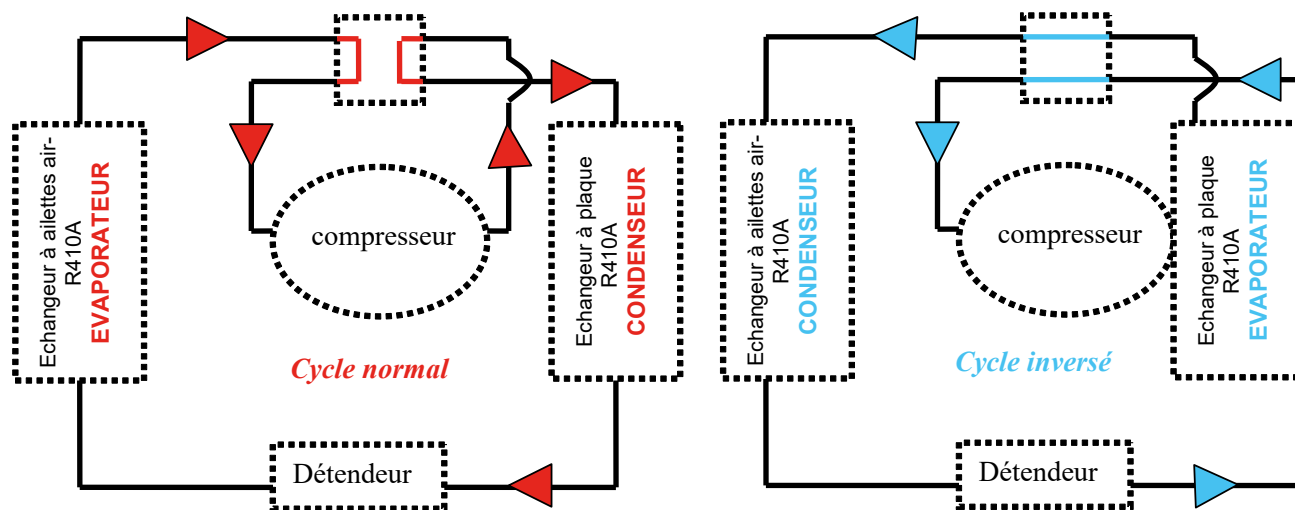 Echangeur à ailettes air-
R410A
EVAPORATEUR
compresseur
Echangeur à plaque
R410A
CONDENSEUR
Cycle normal
Détendeur
Echangeur à ailettes air-
R410A
CONDENSEUR
compresseur
Echangeur à plaque
R410A
EVAPORATEUR
Cycle inversé
Détendeur